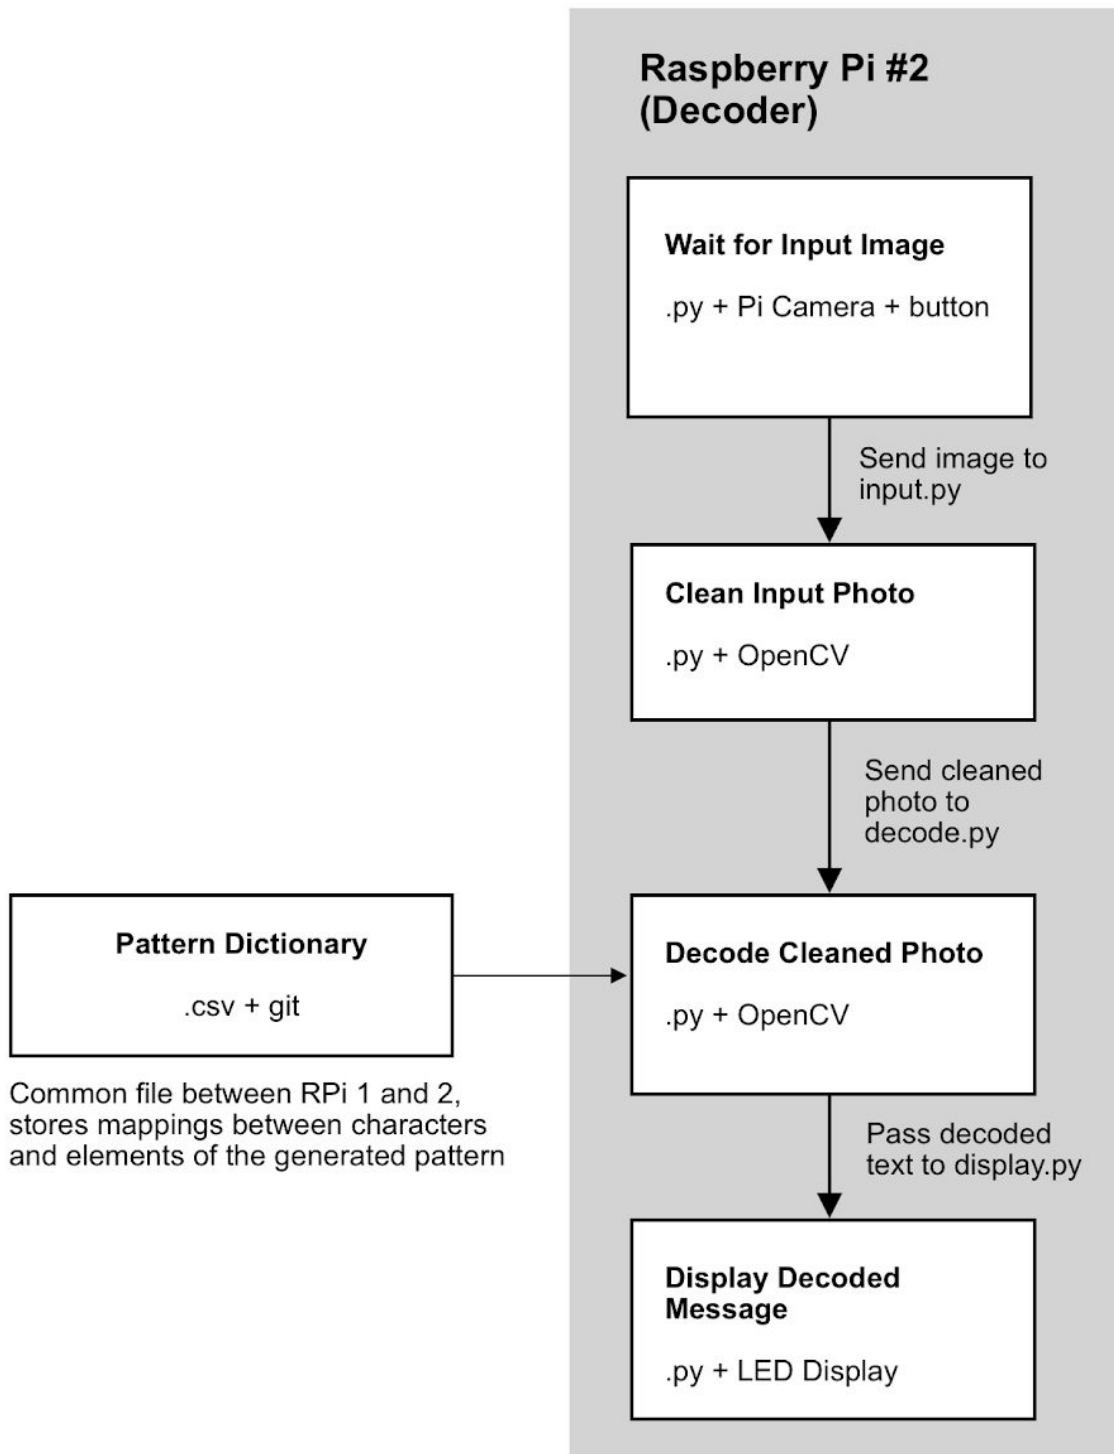 Raspberry Pi #2
(Decoder)
Wait for Input Image
.py + Pi Camera + button
Send image to
input.py
Clean Input Photo
.py + OpenCV
Send cleaned
photo to
decode.py
Pattern Dictionary
.csv + git
Common file between RPi 1 and 2,
stores mappings between characters
and elements of the generated pattern
Decode Cleaned Photo
.py + OpenCV
Pass decoded
text to display.py
Display Decoded
Message
.py + LED Display